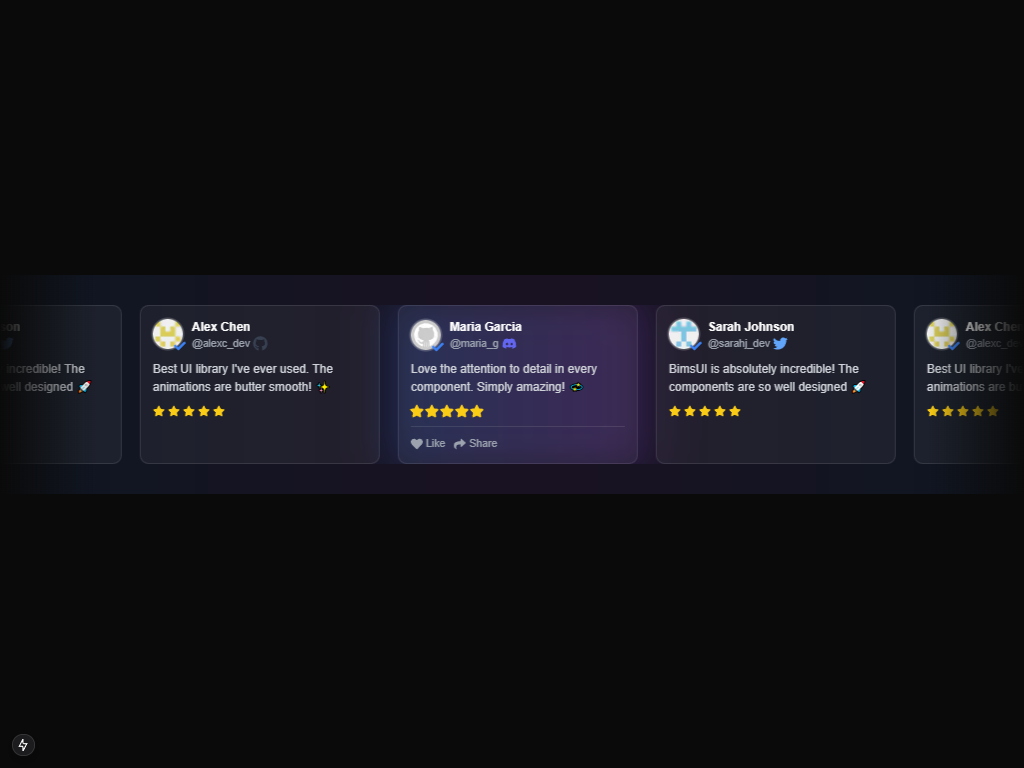 son
incredible! The
well designed 🚀
Alex Chen
@alexc_dev
Best UI library I've ever used. The
animations are butter smooth! ✨
Maria Garcia
@maria_g
Love the attention to detail in every
component. Simply amazing!
Like Share
Sarah Johnson
@sarahj_dev
BimsUI is absolutely incredible! The
components are so well designed 🚀
Alex Che
@alexc_de
Best UI library I've
animations are bu